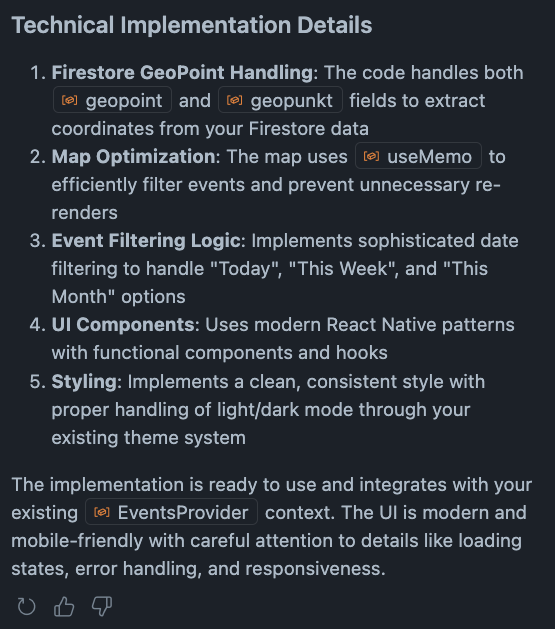 Technical Implementation Details
1. Firestore GeoPoint Handling: The code handles both
geopoint and geopunkt fields to extract
coordinates from your Firestore data
2. Map Optimization: The map uses useMemo to
efficiently filter events and prevent unnecessary re-
renders
3. Event Filtering Logic: Implements sophisticated date
filtering to handle "Today", "This Week", and "This
Month" options
4. UI Components: Uses modern React Native patterns
with functional components and hooks
5. Styling: Implements a clean, consistent style with
proper handling of light/dark mode through your
existing theme system
The implementation is ready to use and integrates with your
existing EventsProvider context. The UI is modern and
mobile-friendly with careful attention to details like loading
states, error handling, and responsiveness.